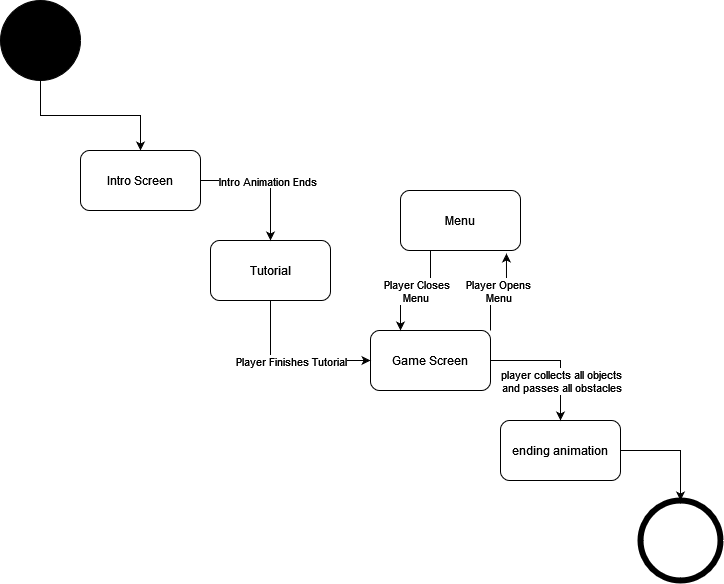 Intro Screen
Intro Animation Ends
Menu
Tutorial
Player Closes
Menu
Player Opens
Menu
Player Finishes Tutorial
Game Screen
player collects all objects
and passes all obstacles
ending animation